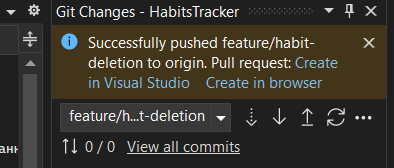 Git Changes - HabitsTracker
Successfully pushed feature/habit-
deletion to origin. Pull request: Create
in Visual Studio Create in browser
feature/h...t-deletion
0 / 0 View all commits